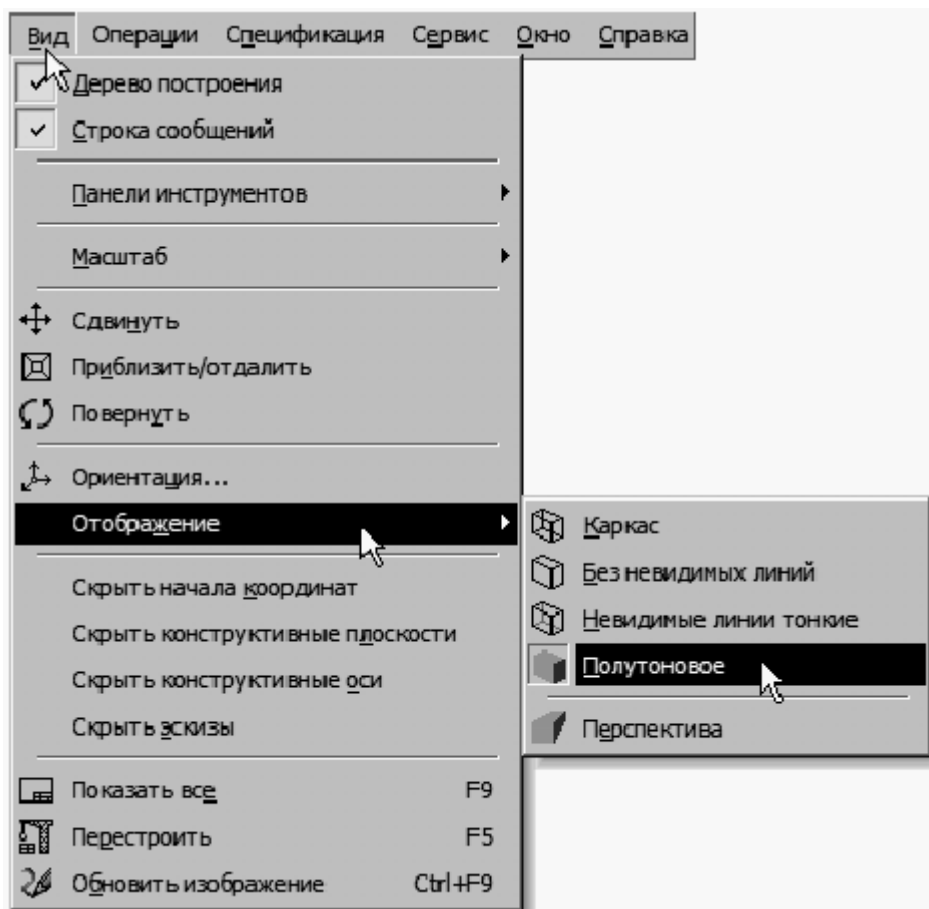 Вид Операции Спецификация Сервис Окно Справка
Дерево построения
Строка сообщений
Панели инструментов
Масштаб
Сдвинуть
Приблизить/отдалить
Повернуть
Ориентация...
Отображение
Каркас
Без невидимых линий
Невидимые линии тонкие
Полутоновое
Перспектива
Скрыть начала координат
Скрыть конструктивные плоскости
Скрыть конструктивные оси
Скрыть эскизы
Показать все F9
Перестроить F5
Обновить изображение Ctrl+F9